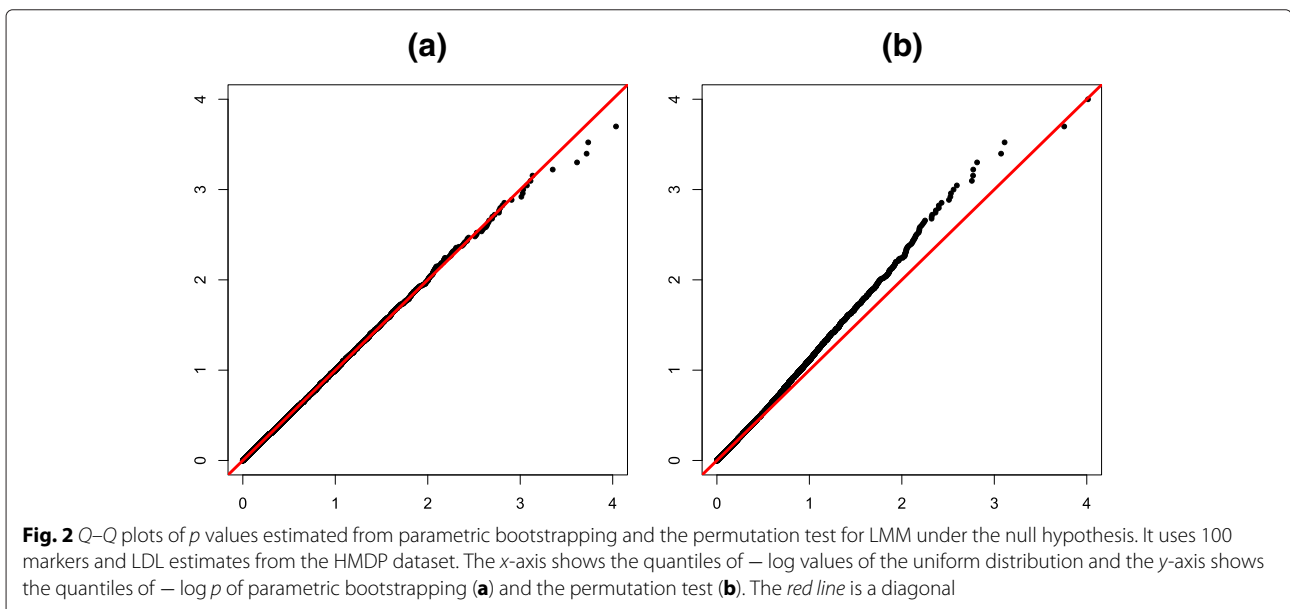 (a)
(b)
4
3
2
1
0
0 1 2 3 4
4
3
2
1
0
0 1 2 3 4
Fig. 2 Q–Q plots of p values estimated from parametric bootstrapping and the permutation test for LMM under the null hypothesis. It uses 100
markers and LDL estimates from the HMDP dataset. The x-axis shows the quantiles of − log values of the uniform distribution and the y-axis shows
the quantiles of − log p of parametric bootstrapping (a) and the permutation test (b). The red line is a diagonal